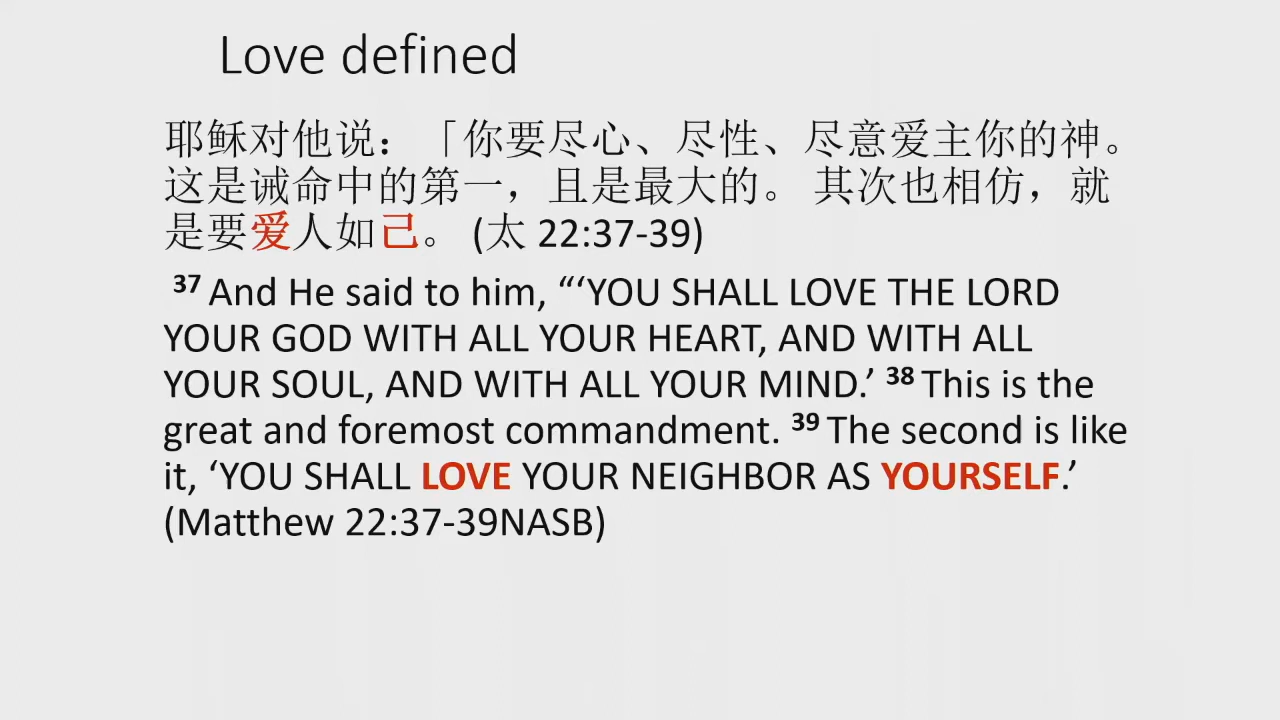 Love defined
耶稣对他说：「你要尽心、尽性、尽意爱主你的神。
这是诫命中的第一，且是最大的。 其次也相仿，就
是要爱人如己。 (太 22:37-39)
37 And He said to him, “‘YOU SHALL LOVE THE LORD
YOUR GOD WITH ALL YOUR HEART, AND WITH ALL
YOUR SOUL, AND WITH ALL YOUR MIND.’ 38 This is the
great and foremost commandment. 39 The second is like
it, ‘YOU SHALL LOVE YOUR NEIGHBOR AS YOURSELF.’
(Matthew 22:37-39NASB)